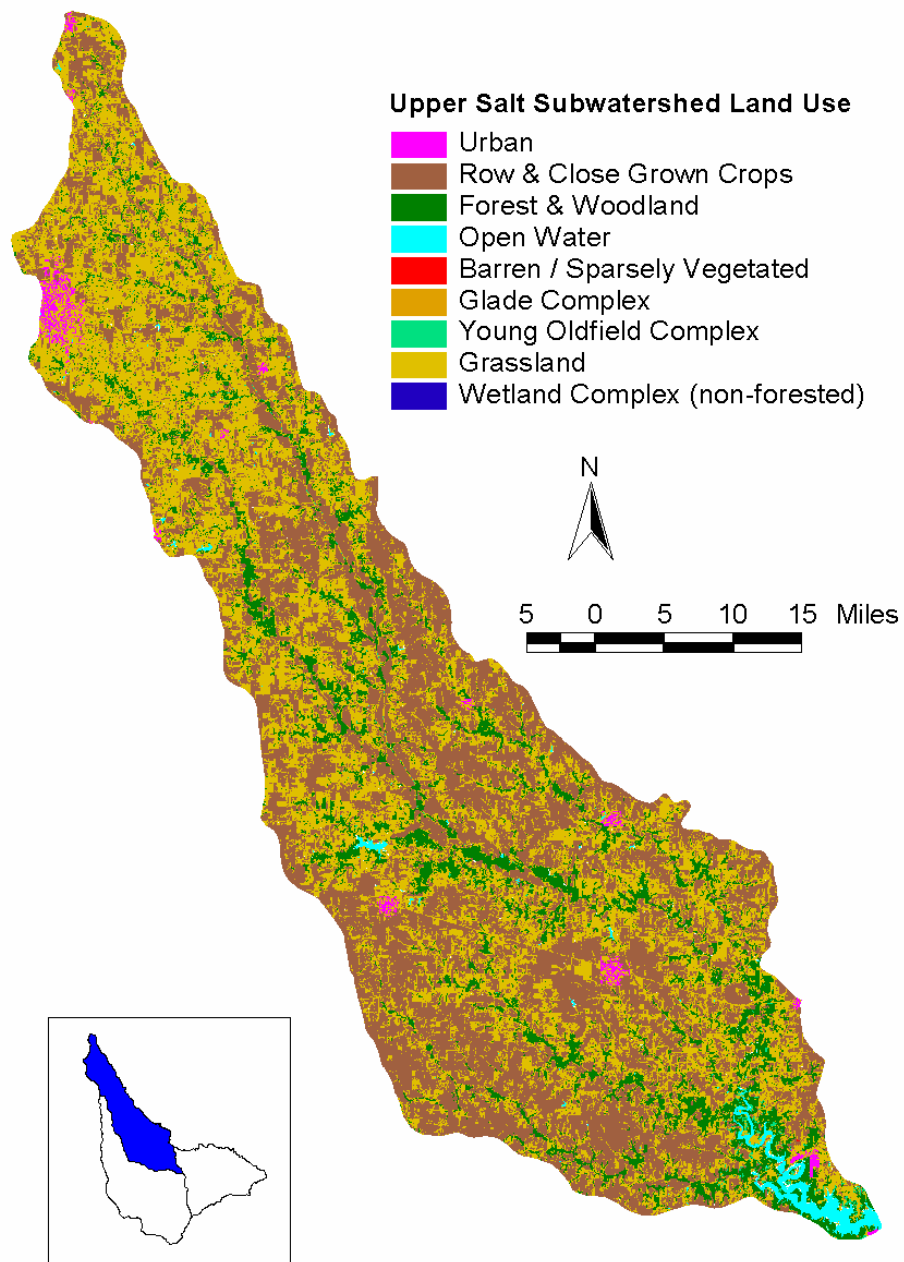 Upper Salt Subwatershed Land Use
Urban
Row & Close Grown Crops
Forest & Woodland
Open Water
Barren / Sparsely Vegetated
Glade Complex
Young Oldfield Complex
Grassland
Wetland Complex (non-forested)
N
5 0 5 10 15 Miles